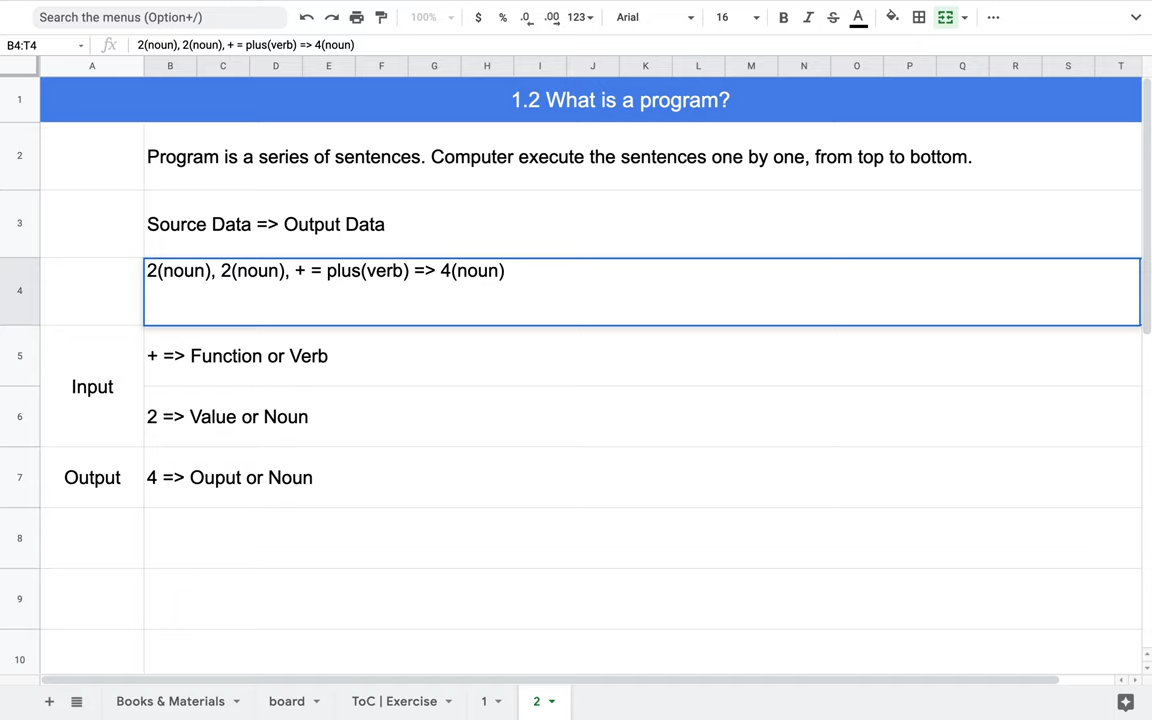 Search the menus (Option+/)
100%
$
%
.0
.00
123
Arial
16
B
I
S
A
B4:T4
fx
2(noun), 2(noun), + = plus(verb) => 4(noun)
A B C D E F G H I J K L M N O P Q R S T
1
1.2 What is a program?
2
Program is a series of sentences. Computer execute the sentences one by one, from top to bottom.
3
Source Data => Output Data
4
2(noun), 2(noun), + = plus(verb) => 4(noun)
5
+ => Function or Verb
Input
6
2 => Value or Noun
7
Output
4 => Ouput or Noun
8
9
10
+
Books & Materials
board
ToC | Exercise
1
2